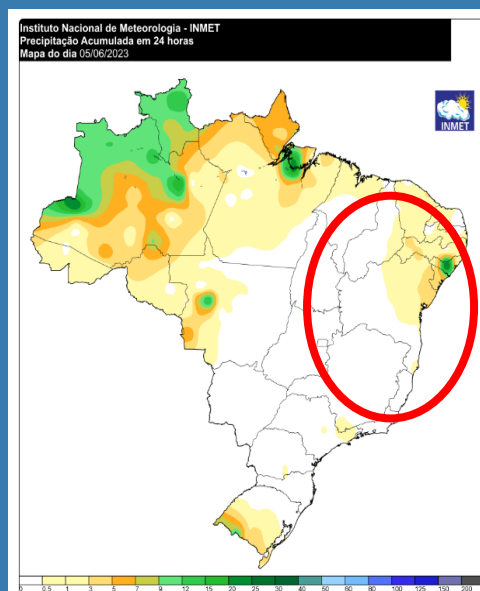 Instituto Nacional de Meteorologia - INMET
Precipitação Acumulada em 24 horas
Mapa do dia 05/06/2023
INMET
0 0.5 1 3 5 7 9 12 15 20 25 30 40 50 60 80 100 125 150 200